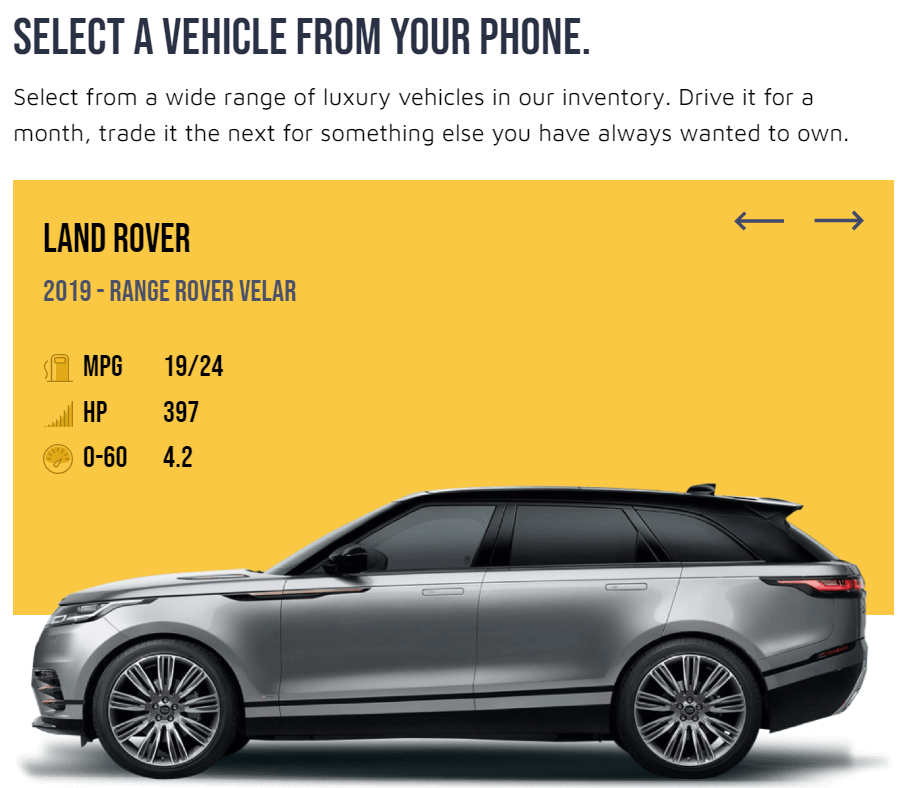 SELECT A VEHICLE FROM YOUR PHONE.
Select from a wide range of luxury vehicles in our inventory. Drive it for a
month, trade it the next for something else you have always wanted to own.
LAND ROVER
2019 - RANGE ROVER VELAR
MPG 19/24
HP 397
0-60 4.2